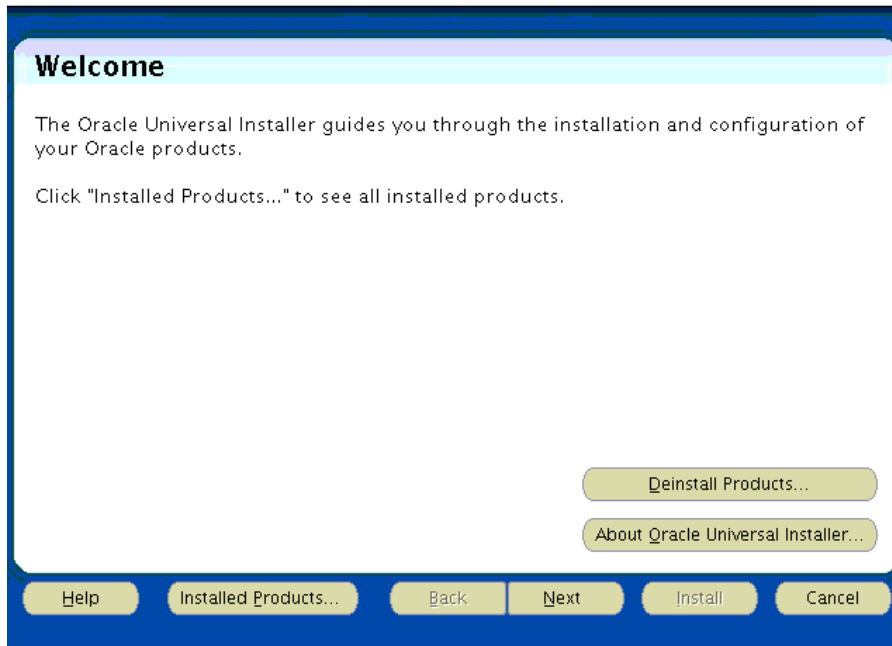 Welcome
The Oracle Universal Installer guides you through the installation and configuration of
your Oracle products.
Click "Installed Products..." to see all installed products.
Deinstall Products...
About Oracle Universal Installer...
Help
Installed Products...
Back
Next
Install
Cancel